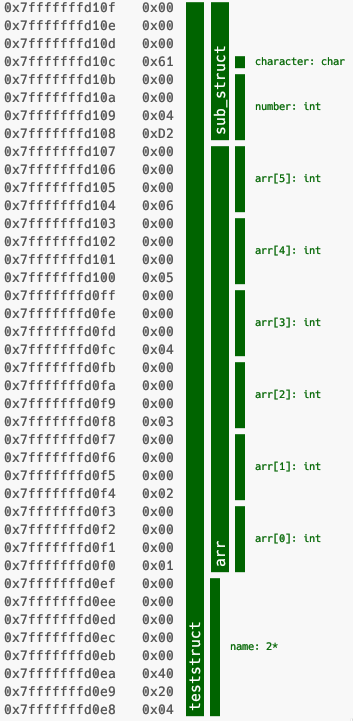 0x7fffffffd10f 0x00
0x7fffffffd10e 0x00
0x7fffffffd10d 0x00
0x7fffffffd10c 0x61 character: char
0x7fffffffd10b 0x00
0x7fffffffd10a 0x00 number: int
0x7fffffffd109 0x04
0x7fffffffd108 0xD2
sub_struct
0x7fffffffd107 0x00
0x7fffffffd106 0x00 arr[5]: int
0x7fffffffd105 0x00
0x7fffffffd104 0x06
0x7fffffffd103 0x00
0x7fffffffd102 0x00 arr[4]: int
0x7fffffffd101 0x00
0x7fffffffd100 0x05
0x7fffffffd0ff 0x00
0x7fffffffd0fe 0x00 arr[3]: int
0x7fffffffd0fd 0x00
0x7fffffffd0fc 0x04
0x7fffffffd0fb 0x00
0x7fffffffd0fa 0x00 arr[2]: int
0x7fffffffd0f9 0x00
0x7fffffffd0f8 0x03
0x7fffffffd0f7 0x00
0x7fffffffd0f6 0x00 arr[1]: int
0x7fffffffd0f5 0x00
0x7fffffffd0f4 0x02
0x7fffffffd0f3 0x00
0x7fffffffd0f2 0x00 arr[0]: int
0x7fffffffd0f1 0x00
0x7fffffffd0f0 0x01
arr
0x7fffffffd0ef 0x00
0x7fffffffd0ee 0x00
0x7fffffffd0ed 0x00
0x7fffffffd0ec 0x00 name: 2*
0x7fffffffd0eb 0x00
0x7fffffffd0ea 0x40
0x7fffffffd0e9 0x20
0x7fffffffd0e8 0x04
teststruct